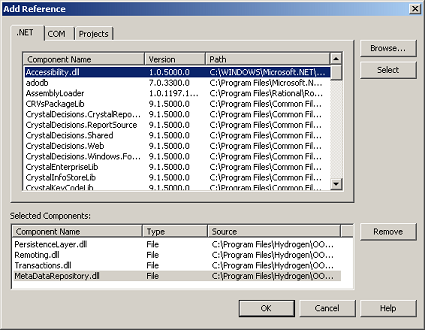 Add Reference
.NET COM Projects
Component Name Version Path
Accessibility.dll 1.0.5000.0 C:\WINDOWS\Microsoft.NET\...
adodb 7.0.3300.0 C:\Program Files\Microsoft.N...
AssemblyLoader 1.0.1197.1... C:\Program Files\Rational\Ro...
CRVsPackageLib 9.1.5000.0 C:\Program Files\Common Fil...
CrystalDecisions.CrystalRepo... 9.1.5000.0 C:\Program Files\Common Fil...
CrystalDecisions.ReportSource 9.1.5000.0 C:\Program Files\Common Fil...
CrystalDecisions.Shared 9.1.5000.0 C:\Program Files\Common Fil...
CrystalDecisions.Web 9.1.5000.0 C:\Program Files\Common Fil...
CrystalDecisions.Windows.Fo... 9.1.5000.0 C:\Program Files\Common Fil...
CrystalEnterpriseLib 9.1.5000.0 C:\Program Files\Common Fil...
CrystalInfoStoreLib 9.1.5000.0 C:\Program Files\Common Fil...
CrystalKeyCodeLib 9.1.5000.0 C:\Program Files\Common Fil...
Browse...
Select
Selected Components:
Component Name Type Source
PersistenceLayer.dll File C:\Program Files\Hydrogen\OO...
Remoting.dll File C:\Program Files\Hydrogen\OO...
Transactions.dll File C:\Program Files\Hydrogen\OO...
MetaDataRepository.dll File C:\Program Files\Hydrogen\OO...
Remove
OK Cancel Help